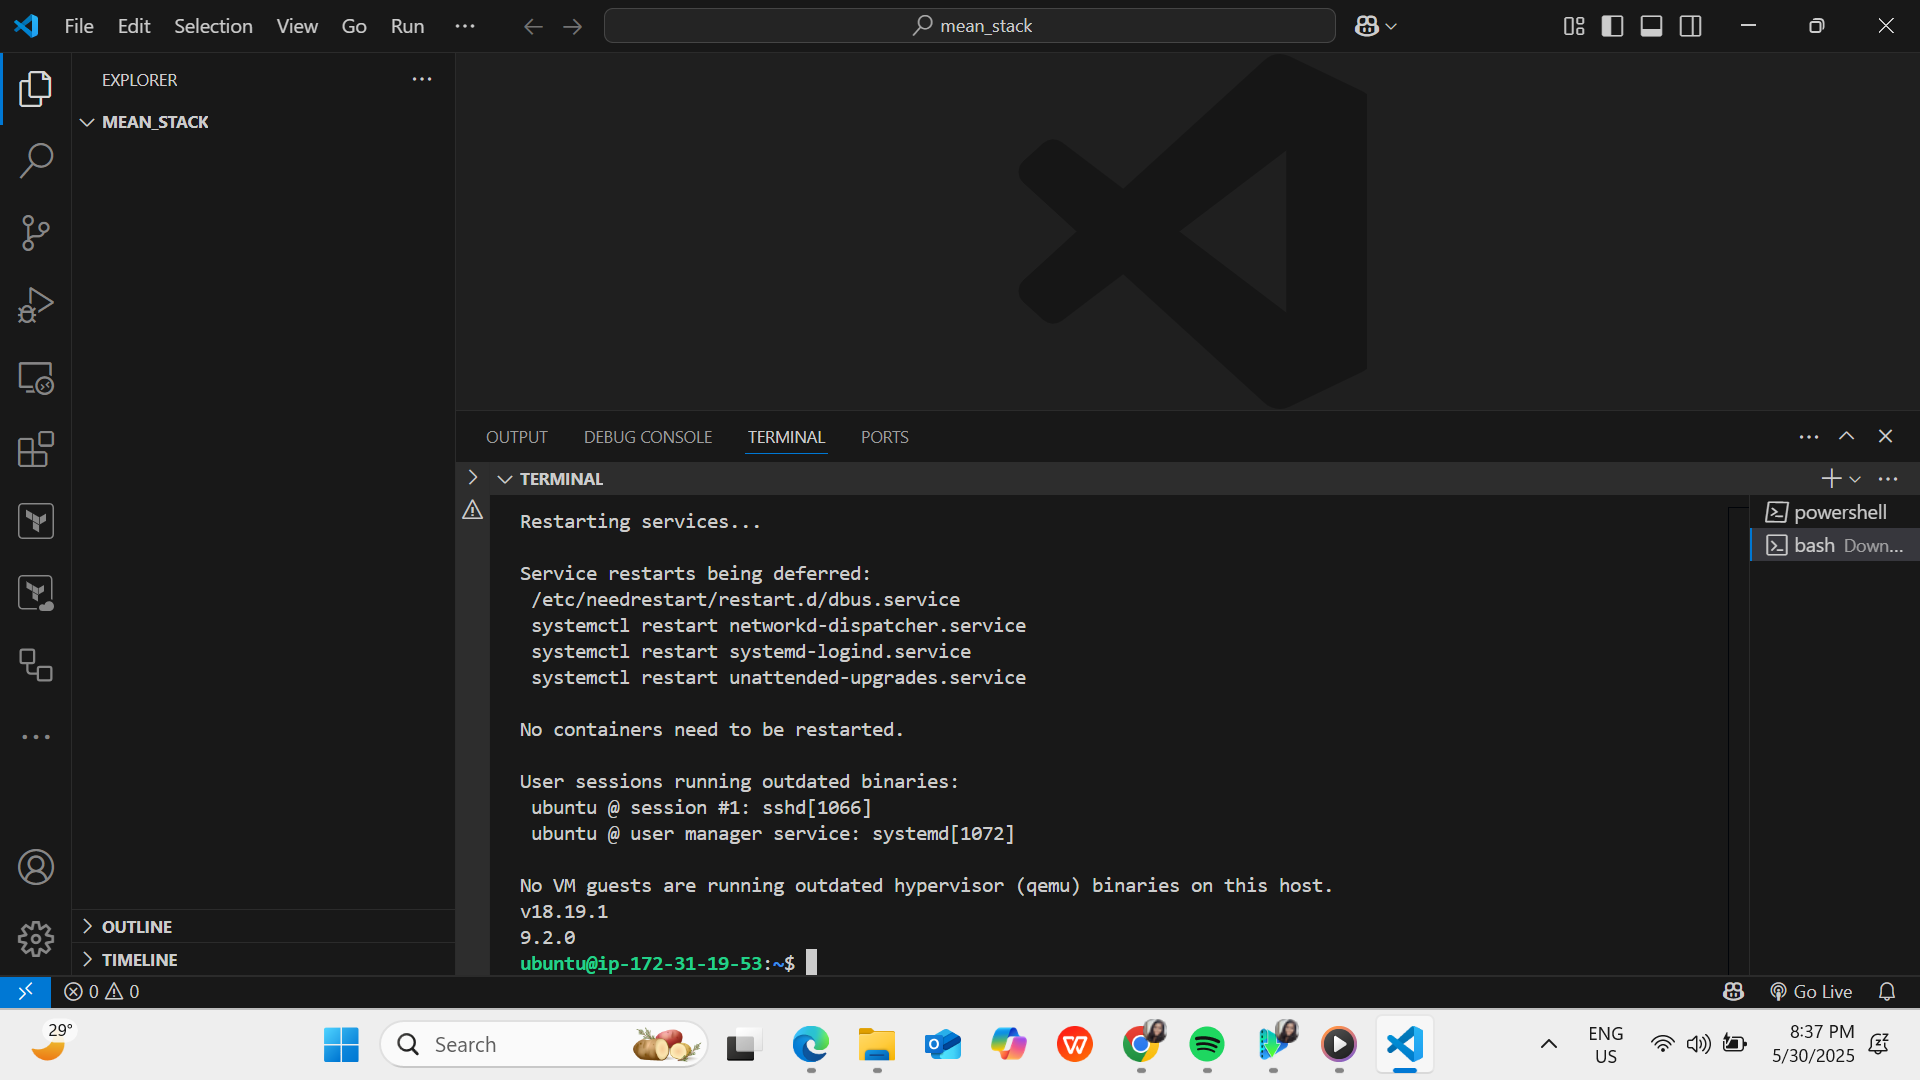 File Edit Selection View Go Run ···
mean_stack
EXPLORER
MEAN_STACK
OUTLINE
TIMELINE
OUTPUT DEBUG CONSOLE TERMINAL PORTS
TERMINAL
powershell
bash Down...
Restarting services...
Service restarts being deferred:
/etc/needrestart/restart.d/dbus.service
systemctl restart networkd-dispatcher.service
systemctl restart systemd-logind.service
systemctl restart unattended-upgrades.service
No containers need to be restarted.
User sessions running outdated binaries:
ubuntu @ session #1: sshd[1066]
ubuntu @ user manager service: systemd[1072]
No VM guests are running outdated hypervisor (qemu) binaries on this host.
v18.19.1
9.2.0
ubuntu@ip-172-31-19-53:~$
0 0
Go Live
29°
Search
ENG
US
8:37 PM
5/30/2025